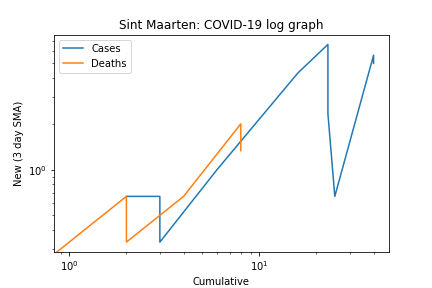 Sint Maarten: COVID-19 log graph
Cases
Deaths
New (3 day SMA)
10⁰
10⁰ 10¹
Cumulative